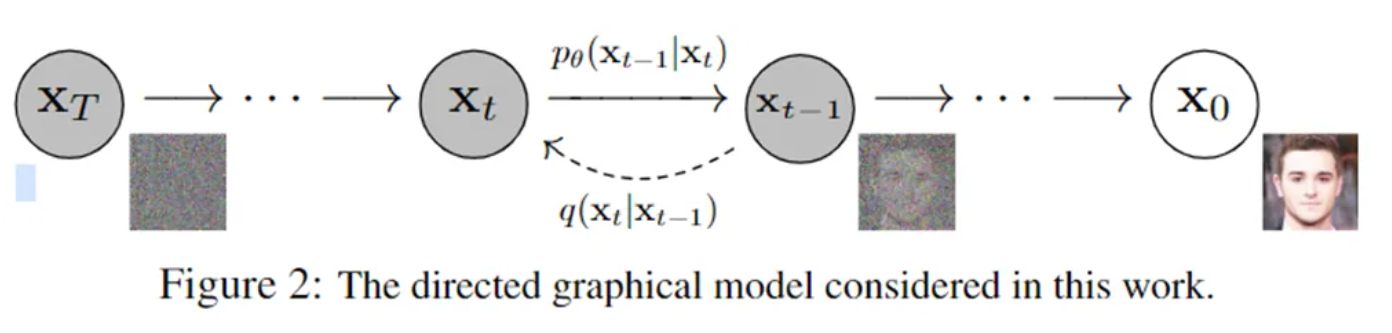 p_θ(x_{t−1}|x_t)
x_T → ··· → x_t → x_{t−1} → ··· → x_0
q(x_t|x_{t−1})
Figure 2: The directed graphical model considered in this work.